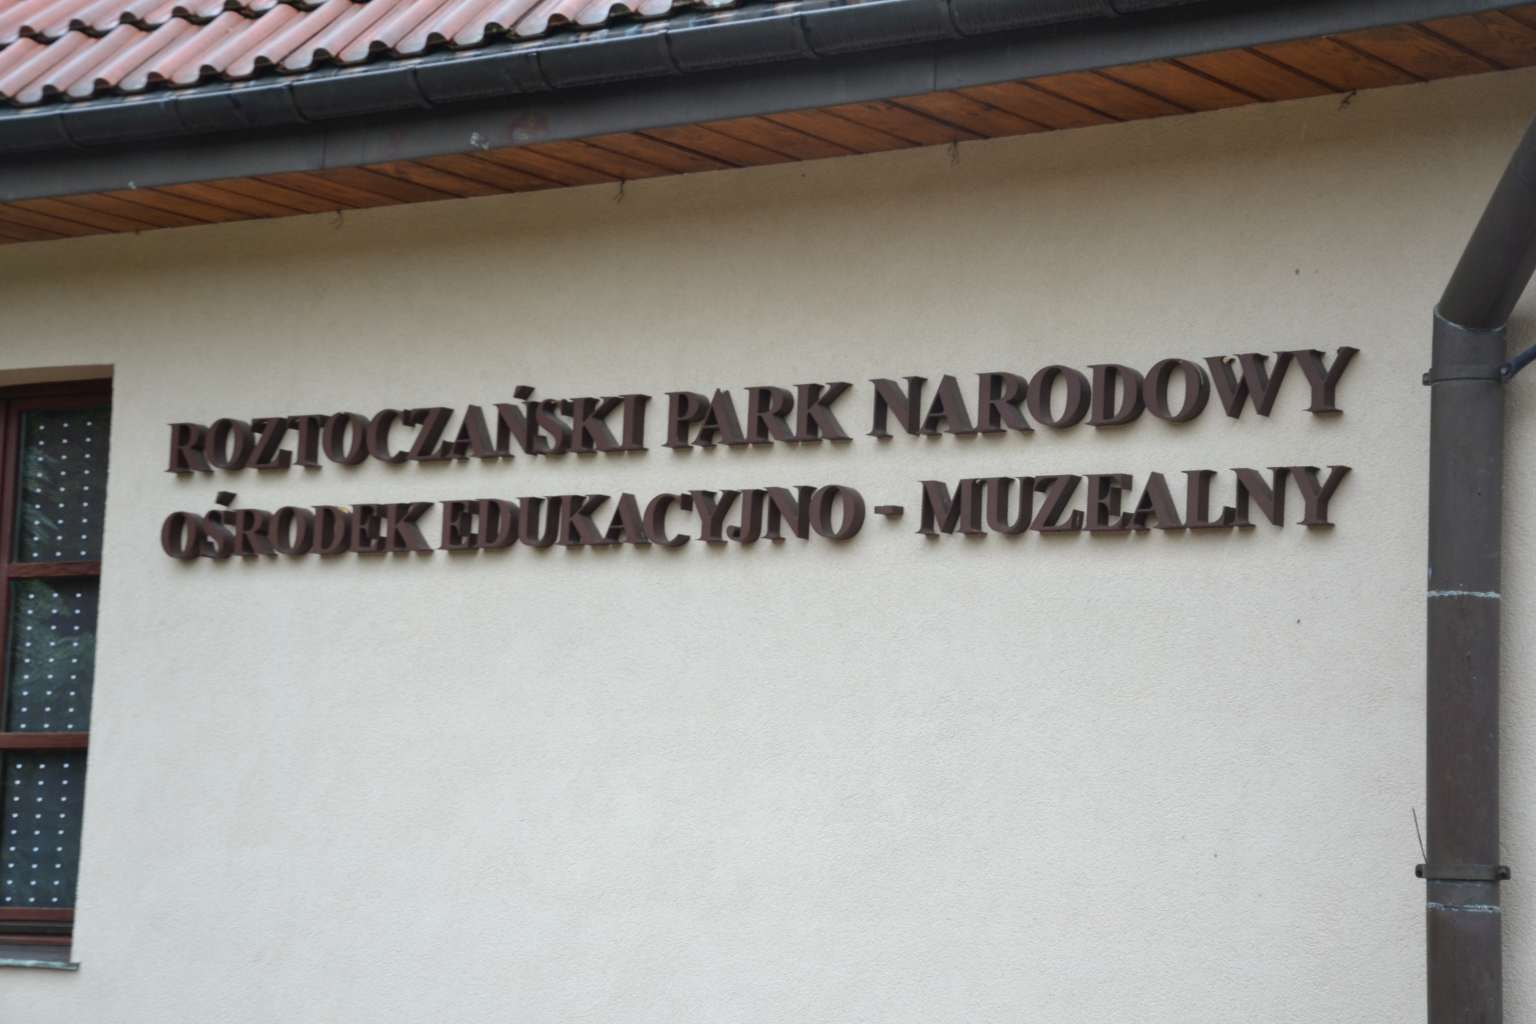 ROZTOCZAŃSKI PARK NARODOWY
OŚRODEK EDUKACYJNO - MUZEALNY